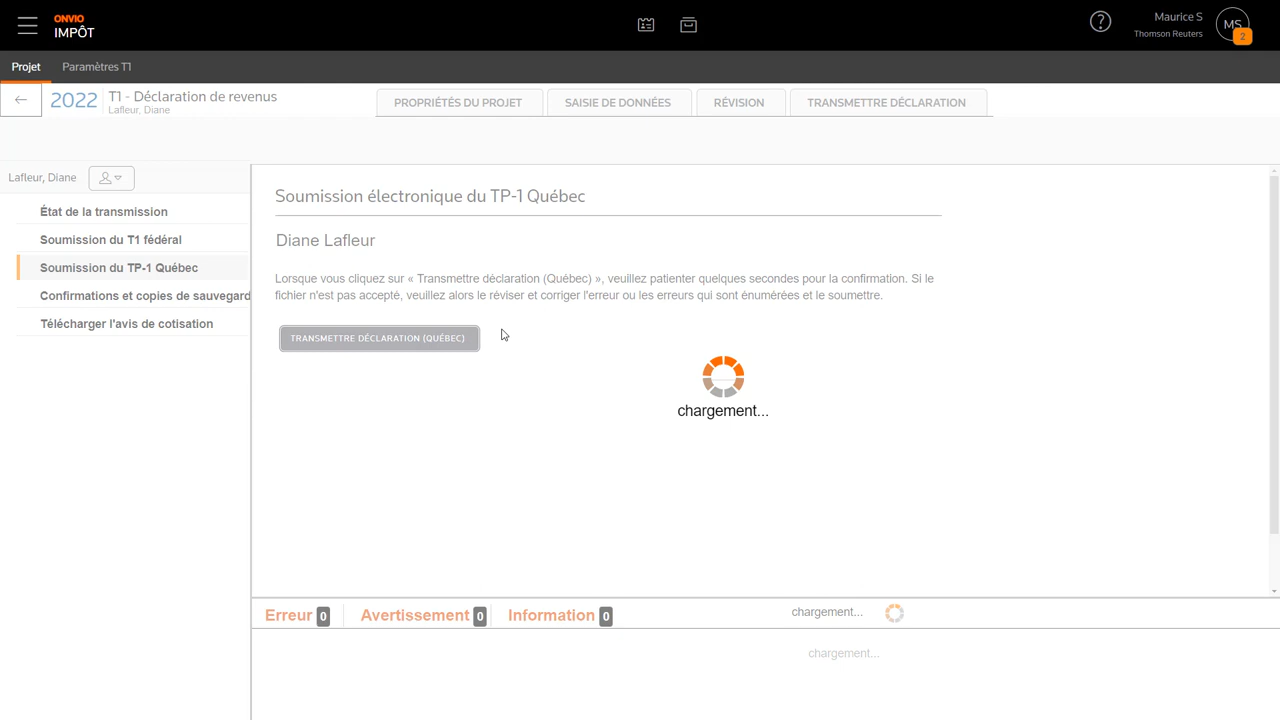 ONVIO
IMPÔT
Maurice S
Thomson Reuters
MS
2
Projet
Paramètres T1
2022
T1 - Déclaration de revenus
Lafleur, Diane
PROPRIÉTÉS DU PROJET
SAISIE DE DONNÉES
RÉVISION
TRANSMETTRE DÉCLARATION
Lafleur, Diane
État de la transmission
Soumission du T1 fédéral
Soumission du TP-1 Québec
Confirmations et copies de sauvegard
Télécharger l'avis de cotisation
Soumission électronique du TP-1 Québec
Diane Lafleur
Lorsque vous cliquez sur « Transmettre déclaration (Québec) », veuillez patienter quelques secondes pour la confirmation. Si le
fichier n'est pas accepté, veuillez alors le réviser et corriger l'erreur ou les erreurs qui sont énumérées et le soumettre.
TRANSMETTRE DÉCLARATION (QUÉBEC)
chargement...
Erreur 0
Avertissement 0
Information 0
chargement...
chargement...